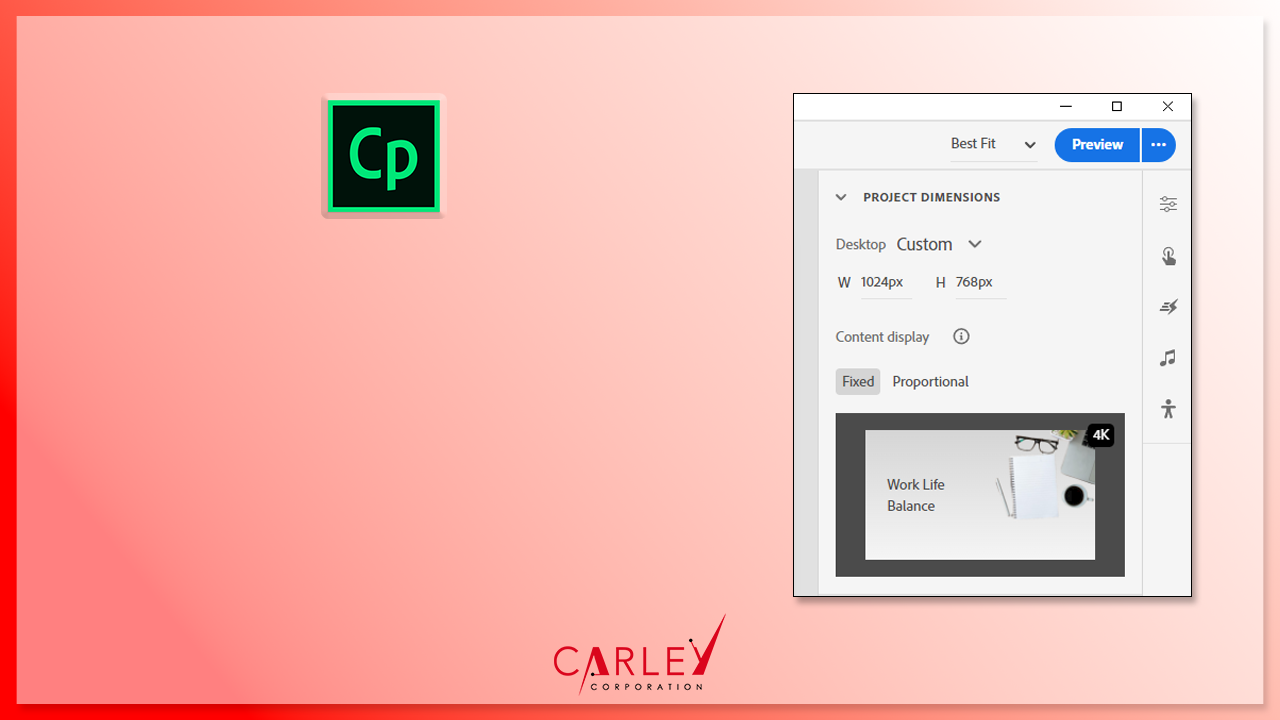 Cp
Best Fit
Preview
PROJECT DIMENSIONS
Desktop Custom
W 1024px H 768px
Content display
Fixed Proportional
4K
Work Life
Balance
CARLEY
CORPORATION